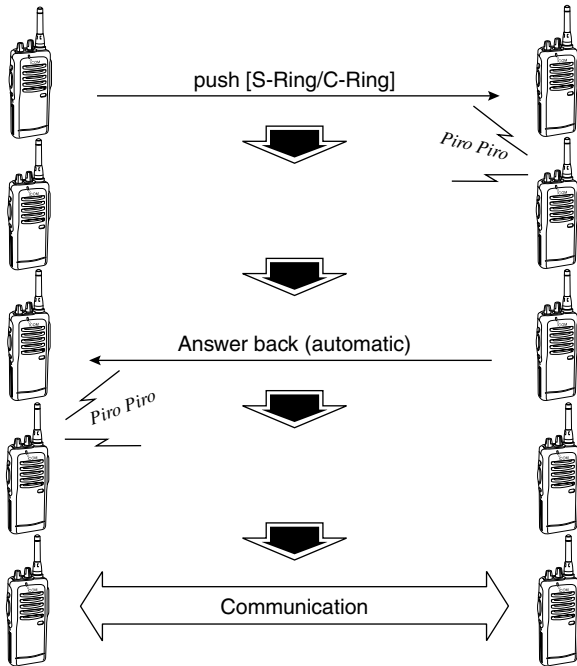 push [S-Ring/C-Ring]
Piro Piro
Answer back (automatic)
Piro Piro
Communication